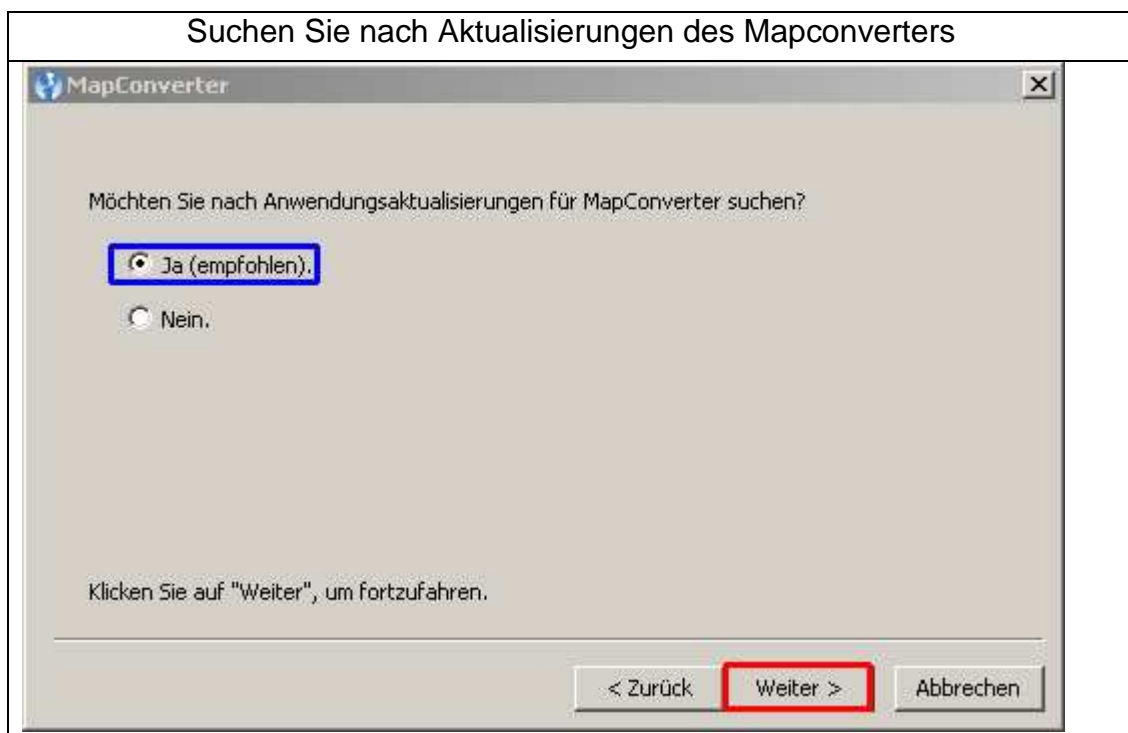 Suchen Sie nach Aktualisierungen des Mapconverters
MapConverter
Möchten Sie nach Anwendungsaktualisierungen für MapConverter suchen?
Ja (empfohlen).
Nein.
Klicken Sie auf "Weiter", um fortzufahren.
< Zurück Weiter > Abbrechen